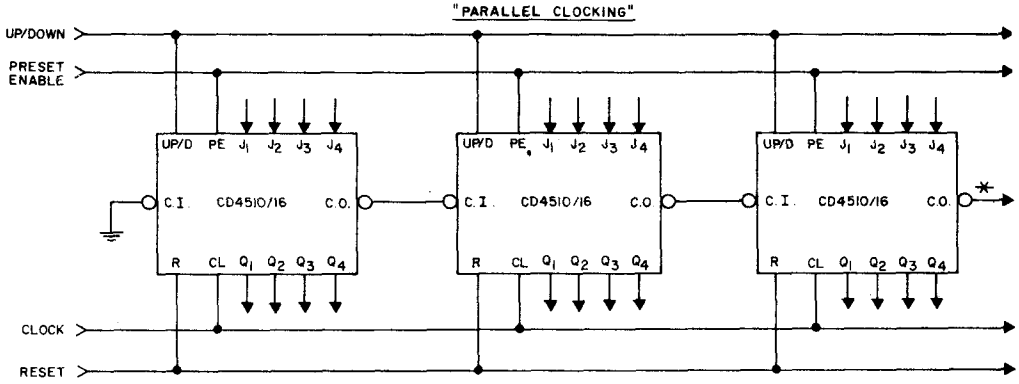 "PARALLEL CLOCKING"
UP/DOWN
PRESET
ENABLE
UP/D PE J1 J2 J3 J4
C.I. CD4510/16 C.O.
R CL Q1 Q2 Q3 Q4
UP/D PE J1 J2 J3 J4
C.I. CD4510/16 C.O.
R CL Q1 Q2 Q3 Q4
UP/D PE J1 J2 J3 J4
C.I. CD4510/16 C.O. *
R CL Q1 Q2 Q3 Q4
CLOCK
RESET